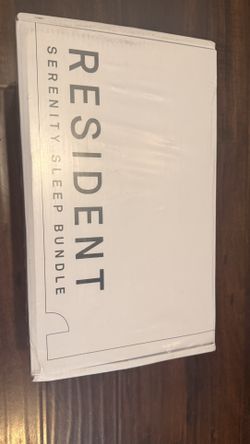 RESIDENT
SERENITY SLEEP BUNDLE